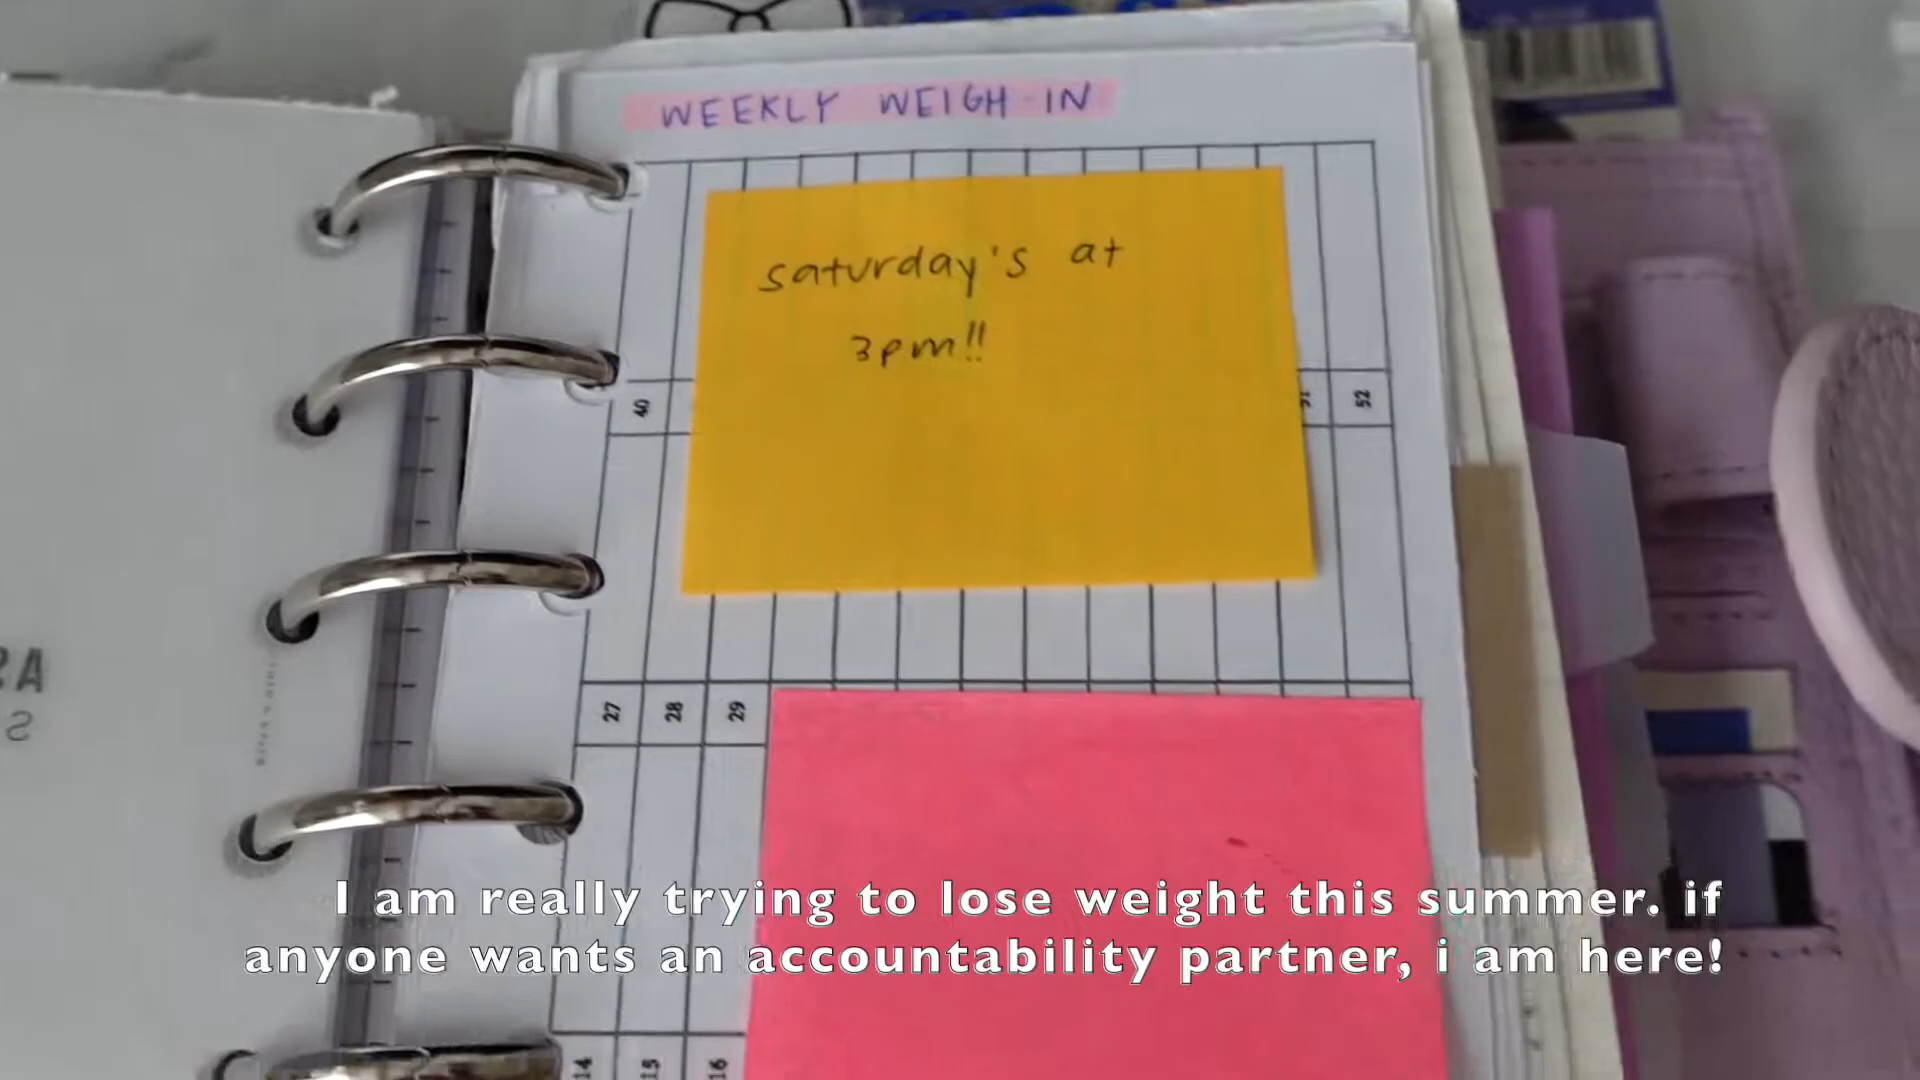 WEEKLY WEIGH-IN
saturday's at
3pm!!
40
52
27
28
29
I am really trying to lose weight this summer. if
anyone wants an accountability partner, i am here!
14
15
16